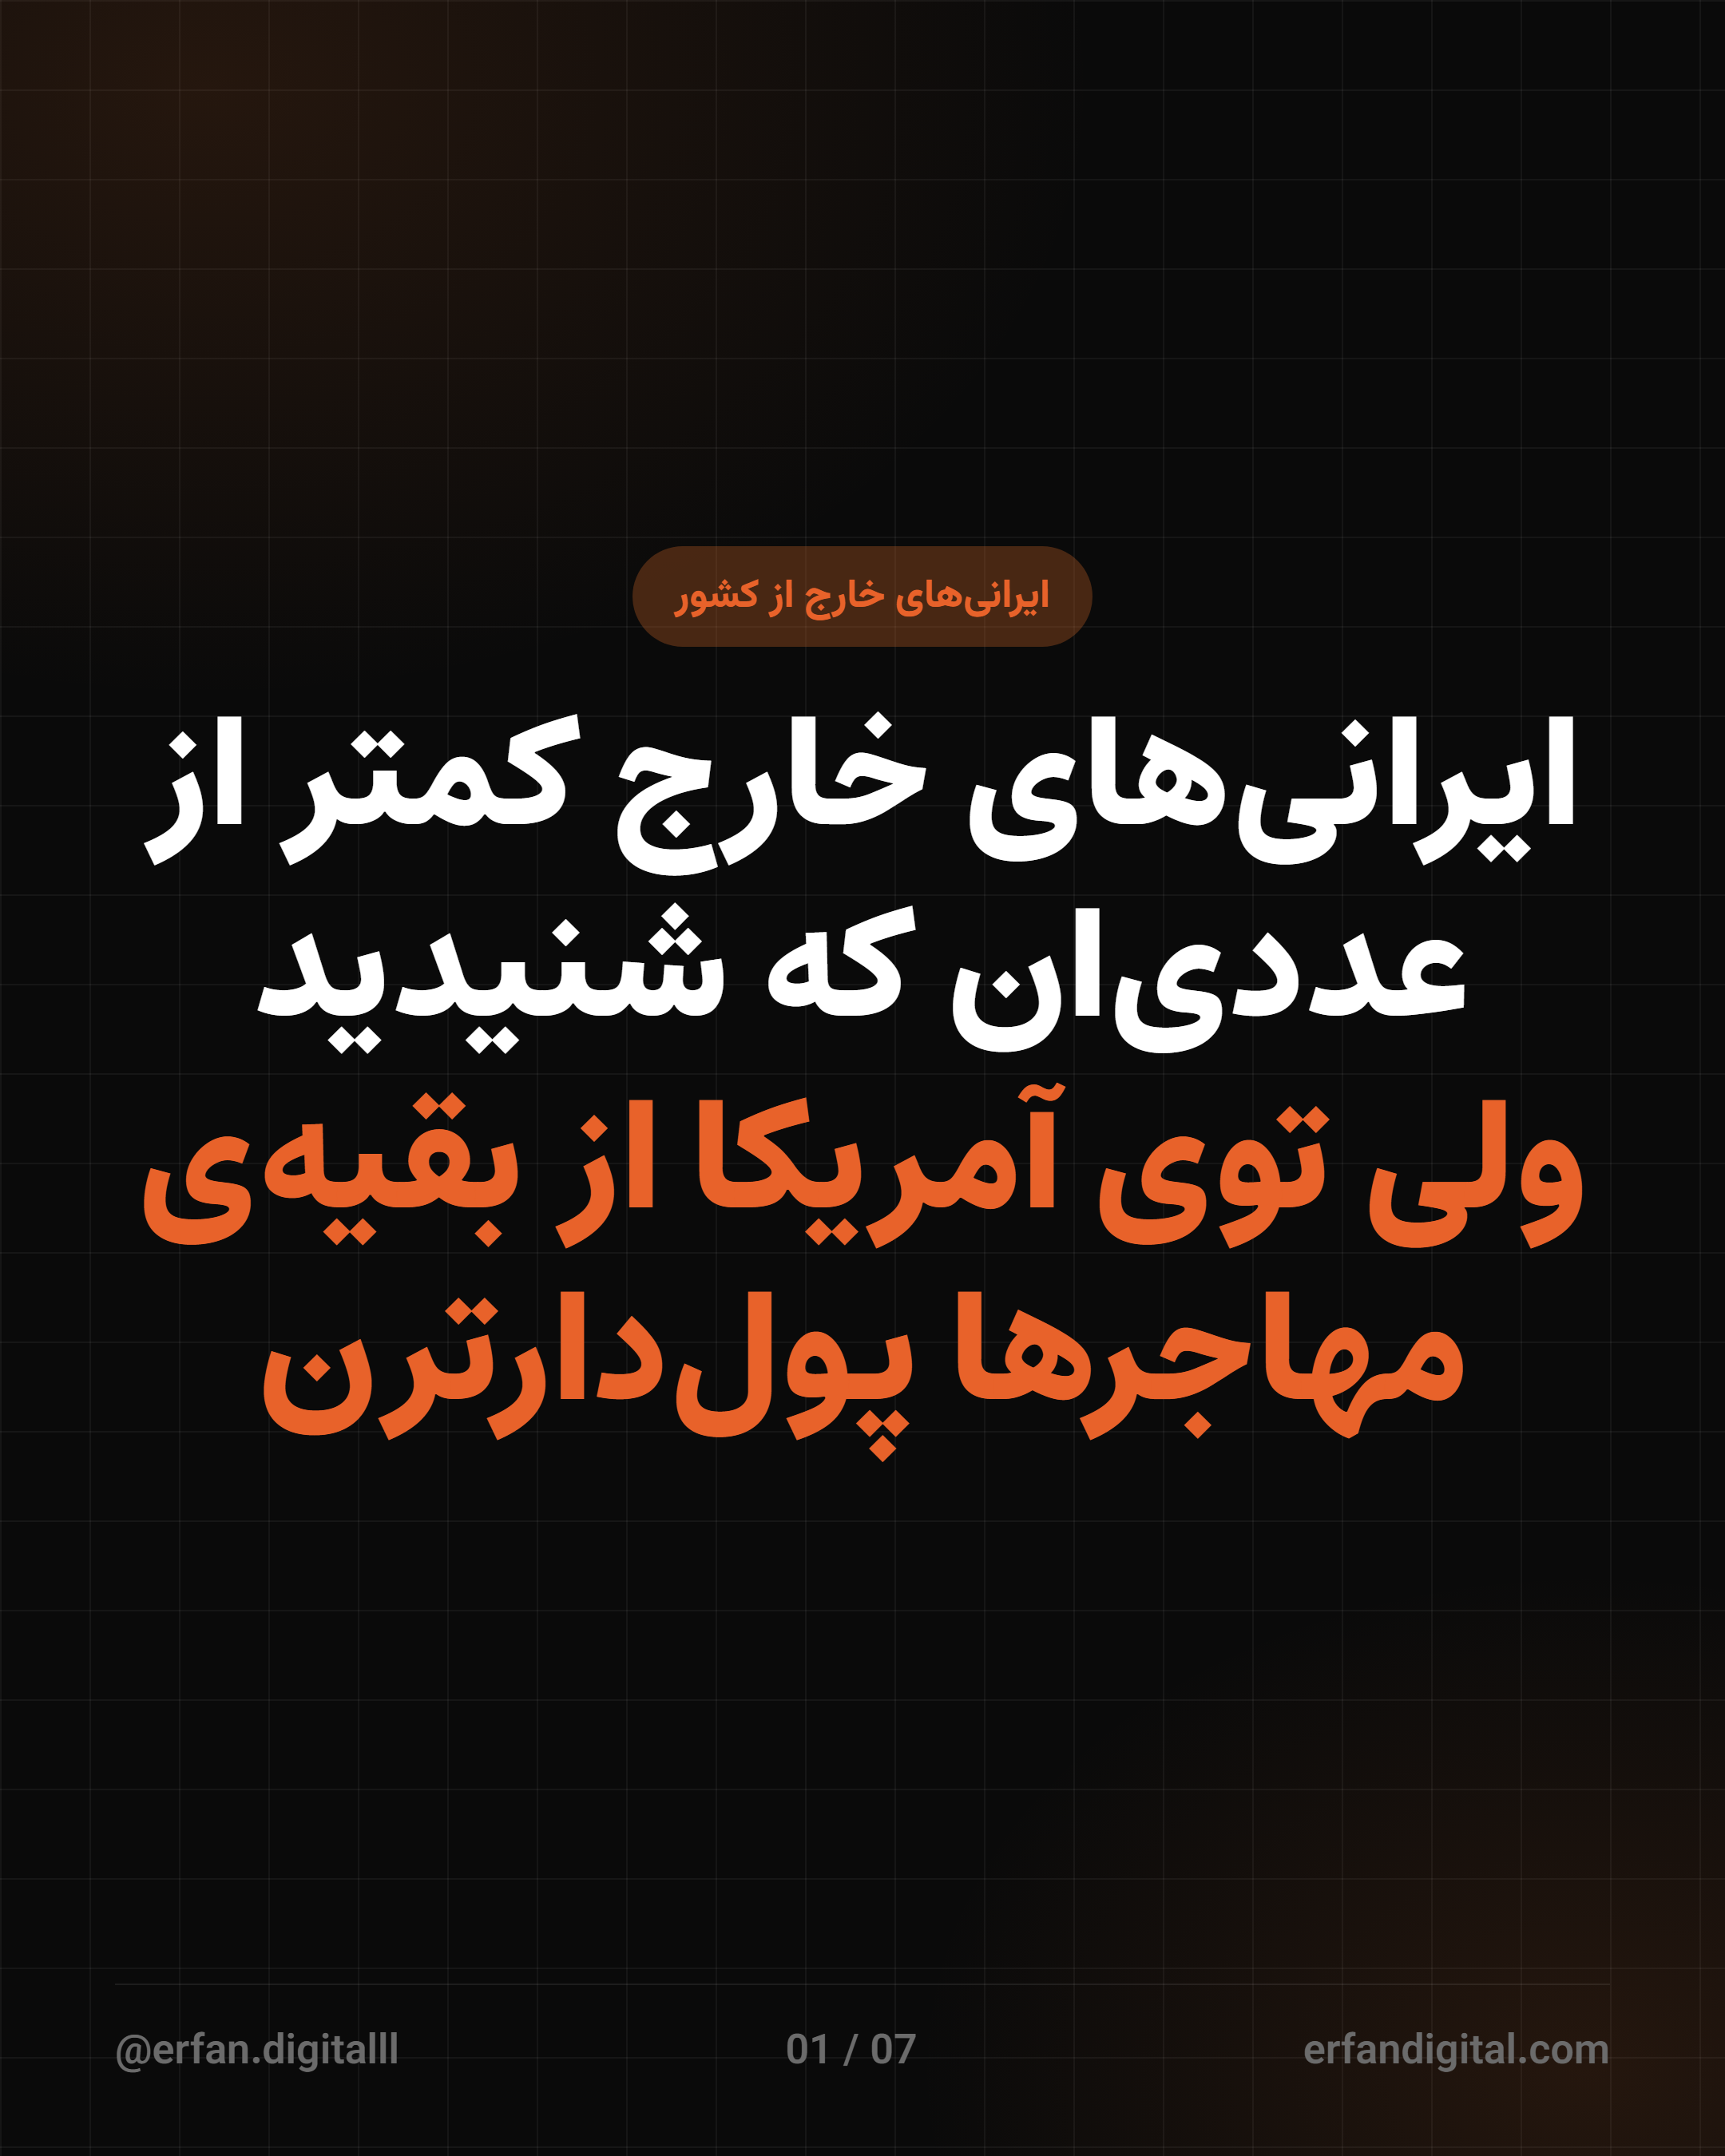 ایرانی‌های خارج از کشور
ایرانی‌های خارج کمتر از
عددی‌ان که شنیدید
ولی توی آمریکا از بقیه‌ی
مهاجرها پول‌دارترن
@erfan.digitalll
01 / 07
erfandigital.com